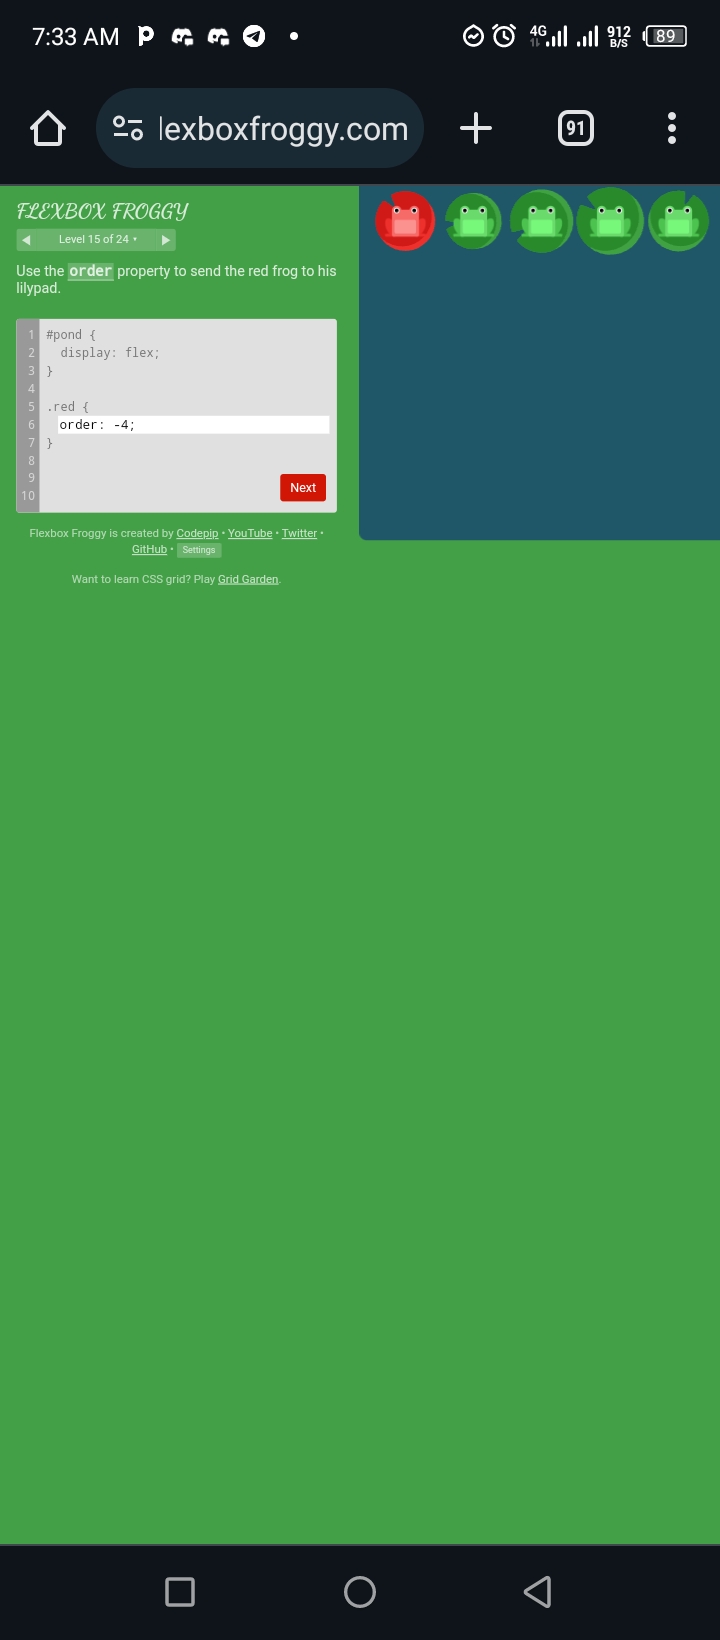 7:33 AM
4G
912
B/S
89
lexboxfroggy.com
91
FLEXBOX FROGGY
Level 15 of 24
Use the order property to send the red frog to his
lilypad.
1 #pond {
2 display: flex;
3 }
4
5 .red {
6 order: -4;
7 }
8
9
10
Next
Flexbox Froggy is created by Codepip • YouTube • Twitter •
GitHub • Settings
Want to learn CSS grid? Play Grid Garden.